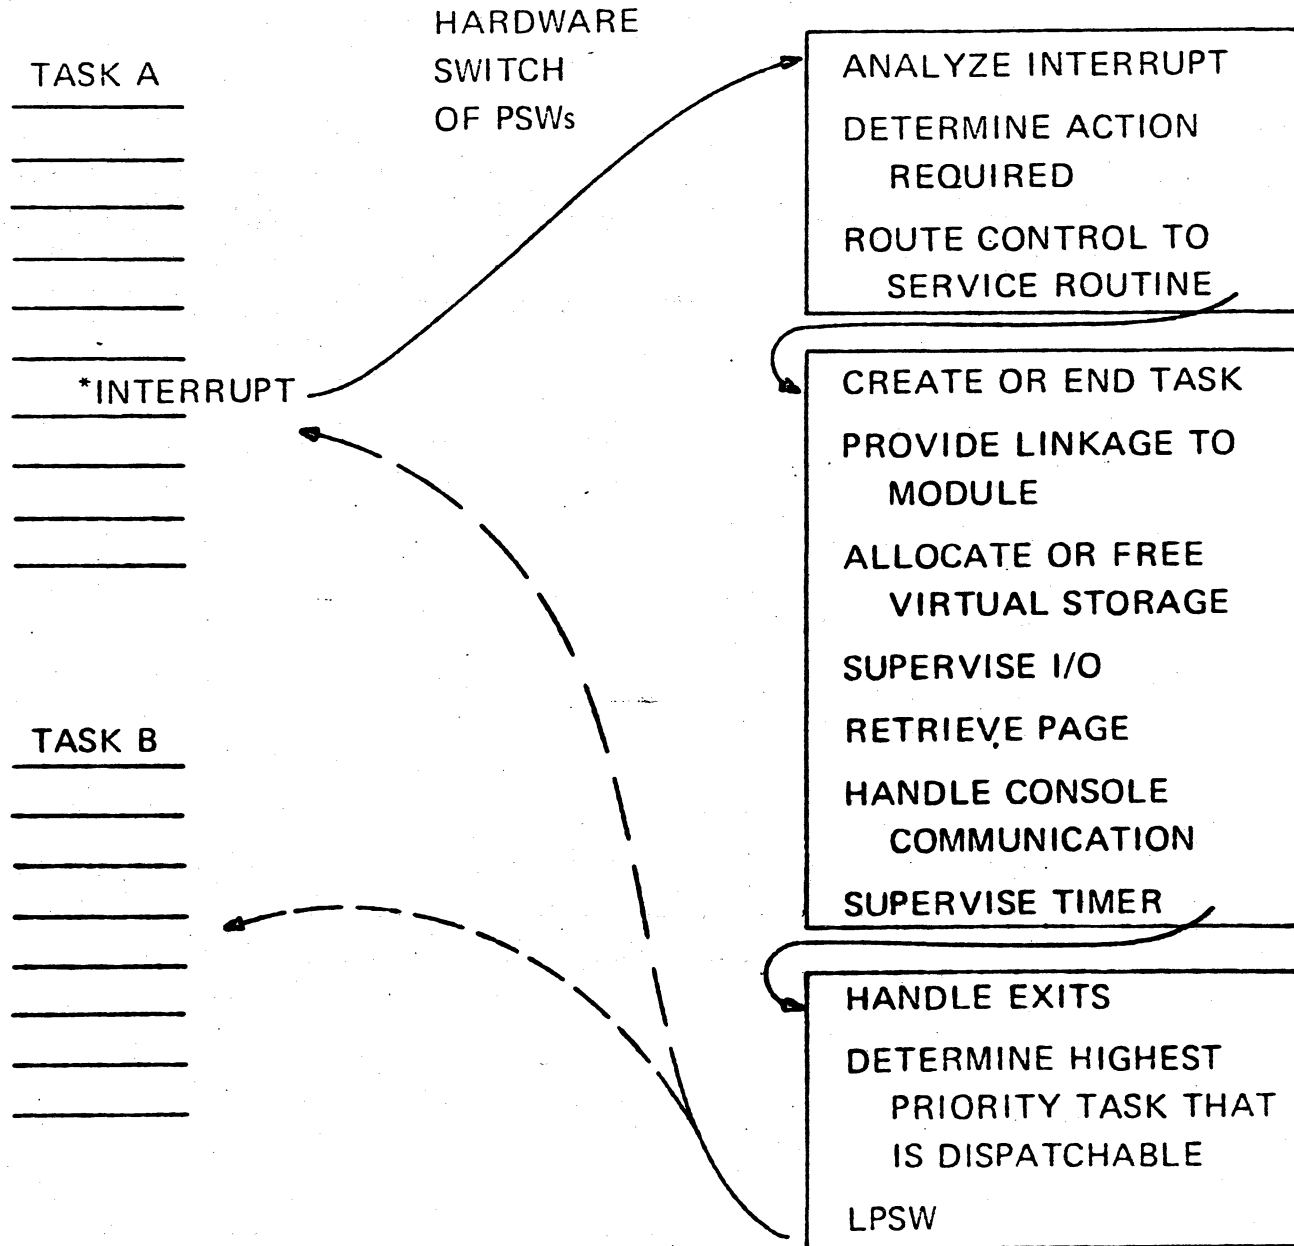 HARDWARE
SWITCH
OF PSWs
TASK A
*INTERRUPT
TASK B
ANALYZE INTERRUPT
DETERMINE ACTION
REQUIRED
ROUTE CONTROL TO
SERVICE ROUTINE
CREATE OR END TASK
PROVIDE LINKAGE TO
MODULE
ALLOCATE OR FREE
VIRTUAL STORAGE
SUPERVISE I/O
RETRIEVE PAGE
HANDLE CONSOLE
COMMUNICATION
SUPERVISE TIMER
HANDLE EXITS
DETERMINE HIGHEST
PRIORITY TASK THAT
IS DISPATCHABLE
LPSW